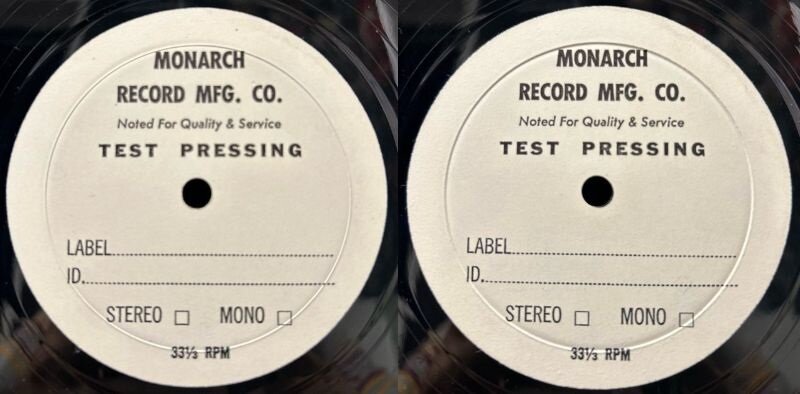 MONARCH
RECORD MFG. CO.
Noted For Quality & Service
TEST PRESSING
LABEL
ID.
STEREO □ MONO □
33⅓ RPM
MONARCH
RECORD MFG. CO.
Noted For Quality & Service
TEST PRESSING
LABEL
ID.
STEREO □ MONO □
33⅓ RPM